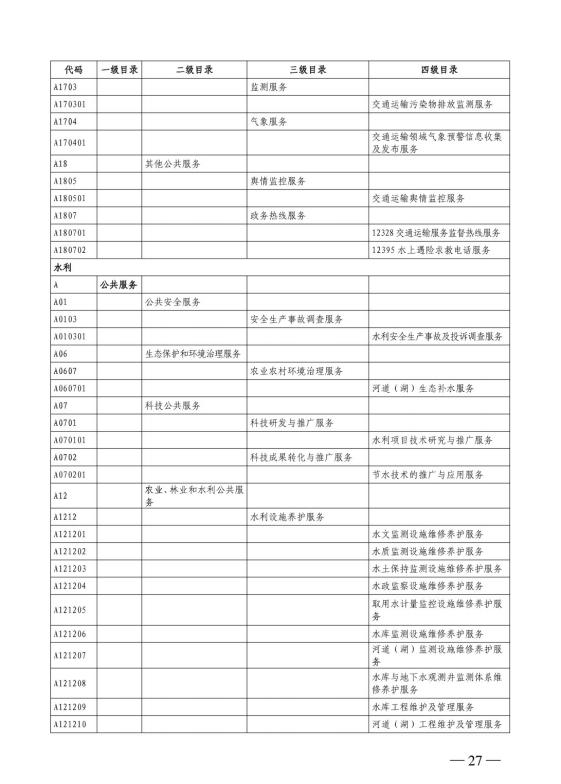 代码 一级目录 二级目录 三级目录 四级目录
A1703 监测服务
A170301 交通运输污染物排放监测服务
A1704 气象服务
A170401 交通运输领域气象预警信息收集
及发布服务
A18 其他公共服务
A1805 舆情监控服务
A180501 交通运输舆情监控服务
A1807 政务热线服务
A180701 12328 交通运输服务监督热线服务
A180702 12395 水上遇险求救电话服务
水利
A 公共服务
A01 公共安全服务
A0103 安全生产事故调查服务
A010301 水利安全生产事故及投诉调查服务
A06 生态保护和环境治理服务
A0607 农业农村环境治理服务
A060701 河道（湖）生态补水服务
A07 科技公共服务
A0701 科技研发与推广服务
A070101 水利项目技术研究与推广服务
A0702 科技成果转化与推广服务
A070201 节水技术的推广与应用服务
A12 农业、林业和水利公共服
务
A1212 水利设施养护服务
A121201 水文监测设施维修养护服务
A121202 水质监测设施维修养护服务
A121203 水土保持监测设施维修养护服务
A121204 水政监察设施维修养护服务
A121205 取用水计量监控设施维修养护服
务
A121206 水库监测设施维修养护服务
A121207 河道（湖）监测设施维修养护服
务
A121208 水库与地下水观测井监测体系维
修养护服务
A121209 水库工程维护及管理服务
A121210 河道（湖）工程维护及管理服务
— 27 —